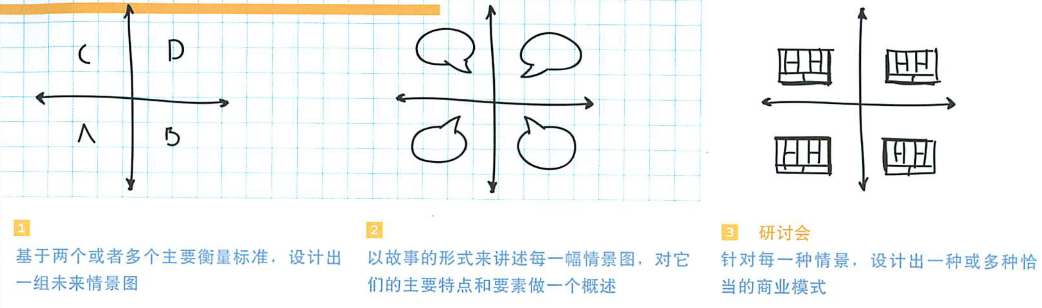 C D
A B
1
基于两个或者多个主要衡量标准，设计出
一组未来情景图
2
以故事的形式来讲述每一幅情景图，对它
们的主要特点和要素做一个概述
3 研讨会
针对每一种情景，设计出一种或多种恰
当的商业模式